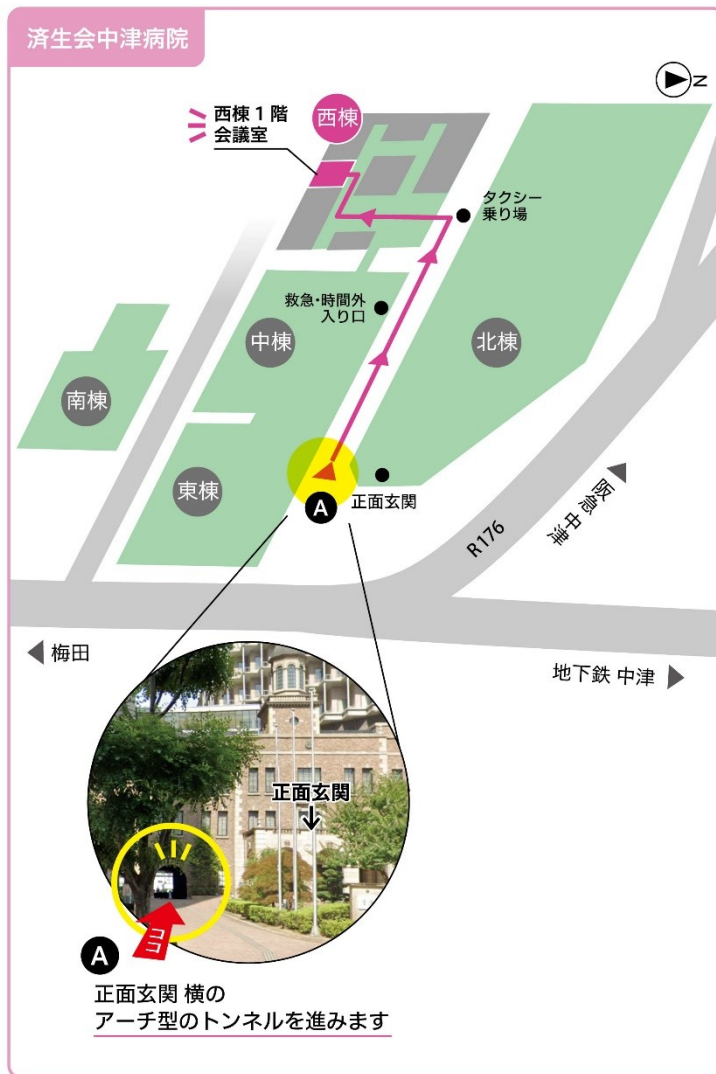 済生会中津病院
N
西棟1階
会議室
西棟
タクシー
乗り場
救急・時間外
入り口
中棟
北棟
南棟
東棟
A
正面玄関
R176
阪急中津
梅田
地下鉄 中津
正面玄関
ココ
A
正面玄関 横の
アーチ型のトンネルを進みます